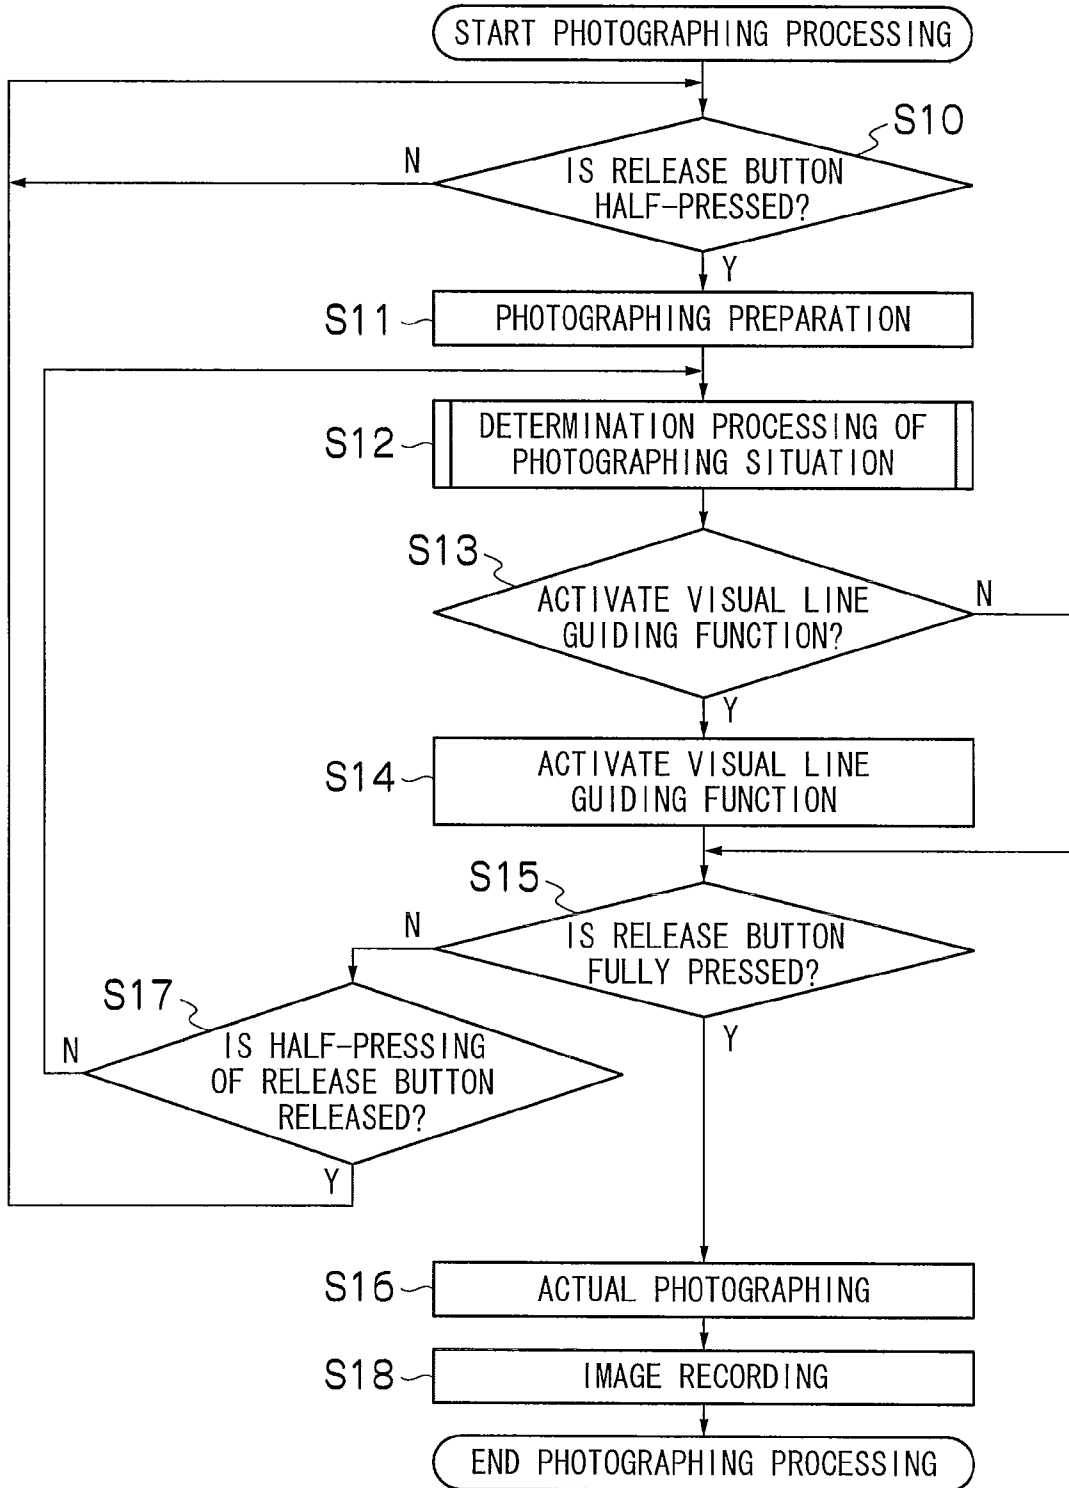 START PHOTOGRAPHING PROCESSING
S10
N
IS RELEASE BUTTON
HALF-PRESSED?
Y
S11
PHOTOGRAPHING PREPARATION
S12
DETERMINATION PROCESSING OF
PHOTOGRAPHING SITUATION
S13
ACTIVATE VISUAL LINE
GUIDING FUNCTION?
N
Y
S14
ACTIVATE VISUAL LINE
GUIDING FUNCTION
S15
N
IS RELEASE BUTTON
FULLY PRESSED?
Y
S17
N
IS HALF-PRESSING
OF RELEASE BUTTON
RELEASED?
Y
S16
ACTUAL PHOTOGRAPHING
S18
IMAGE RECORDING
END PHOTOGRAPHING PROCESSING